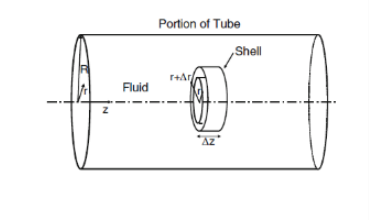 Portion of Tube
Shell
R
r
r+Δr
r
Fluid
z
Δz